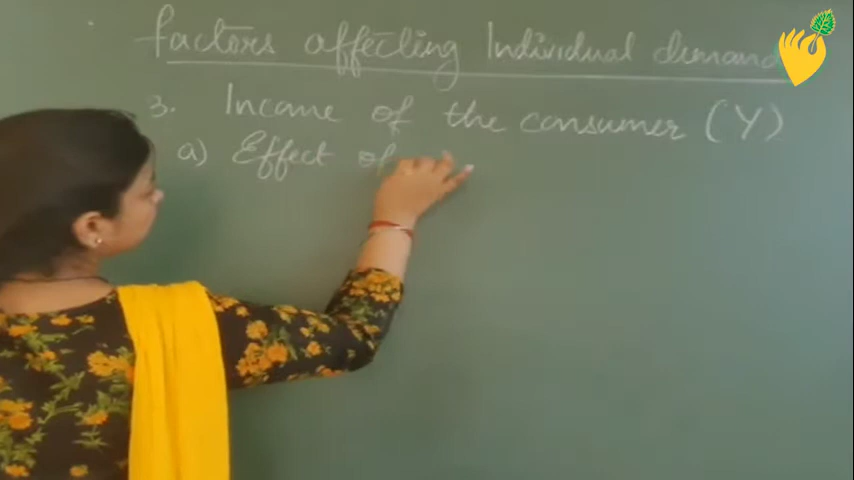 factors affecting Individual demand
3. Income of the consumer (Y)
a) Effect of